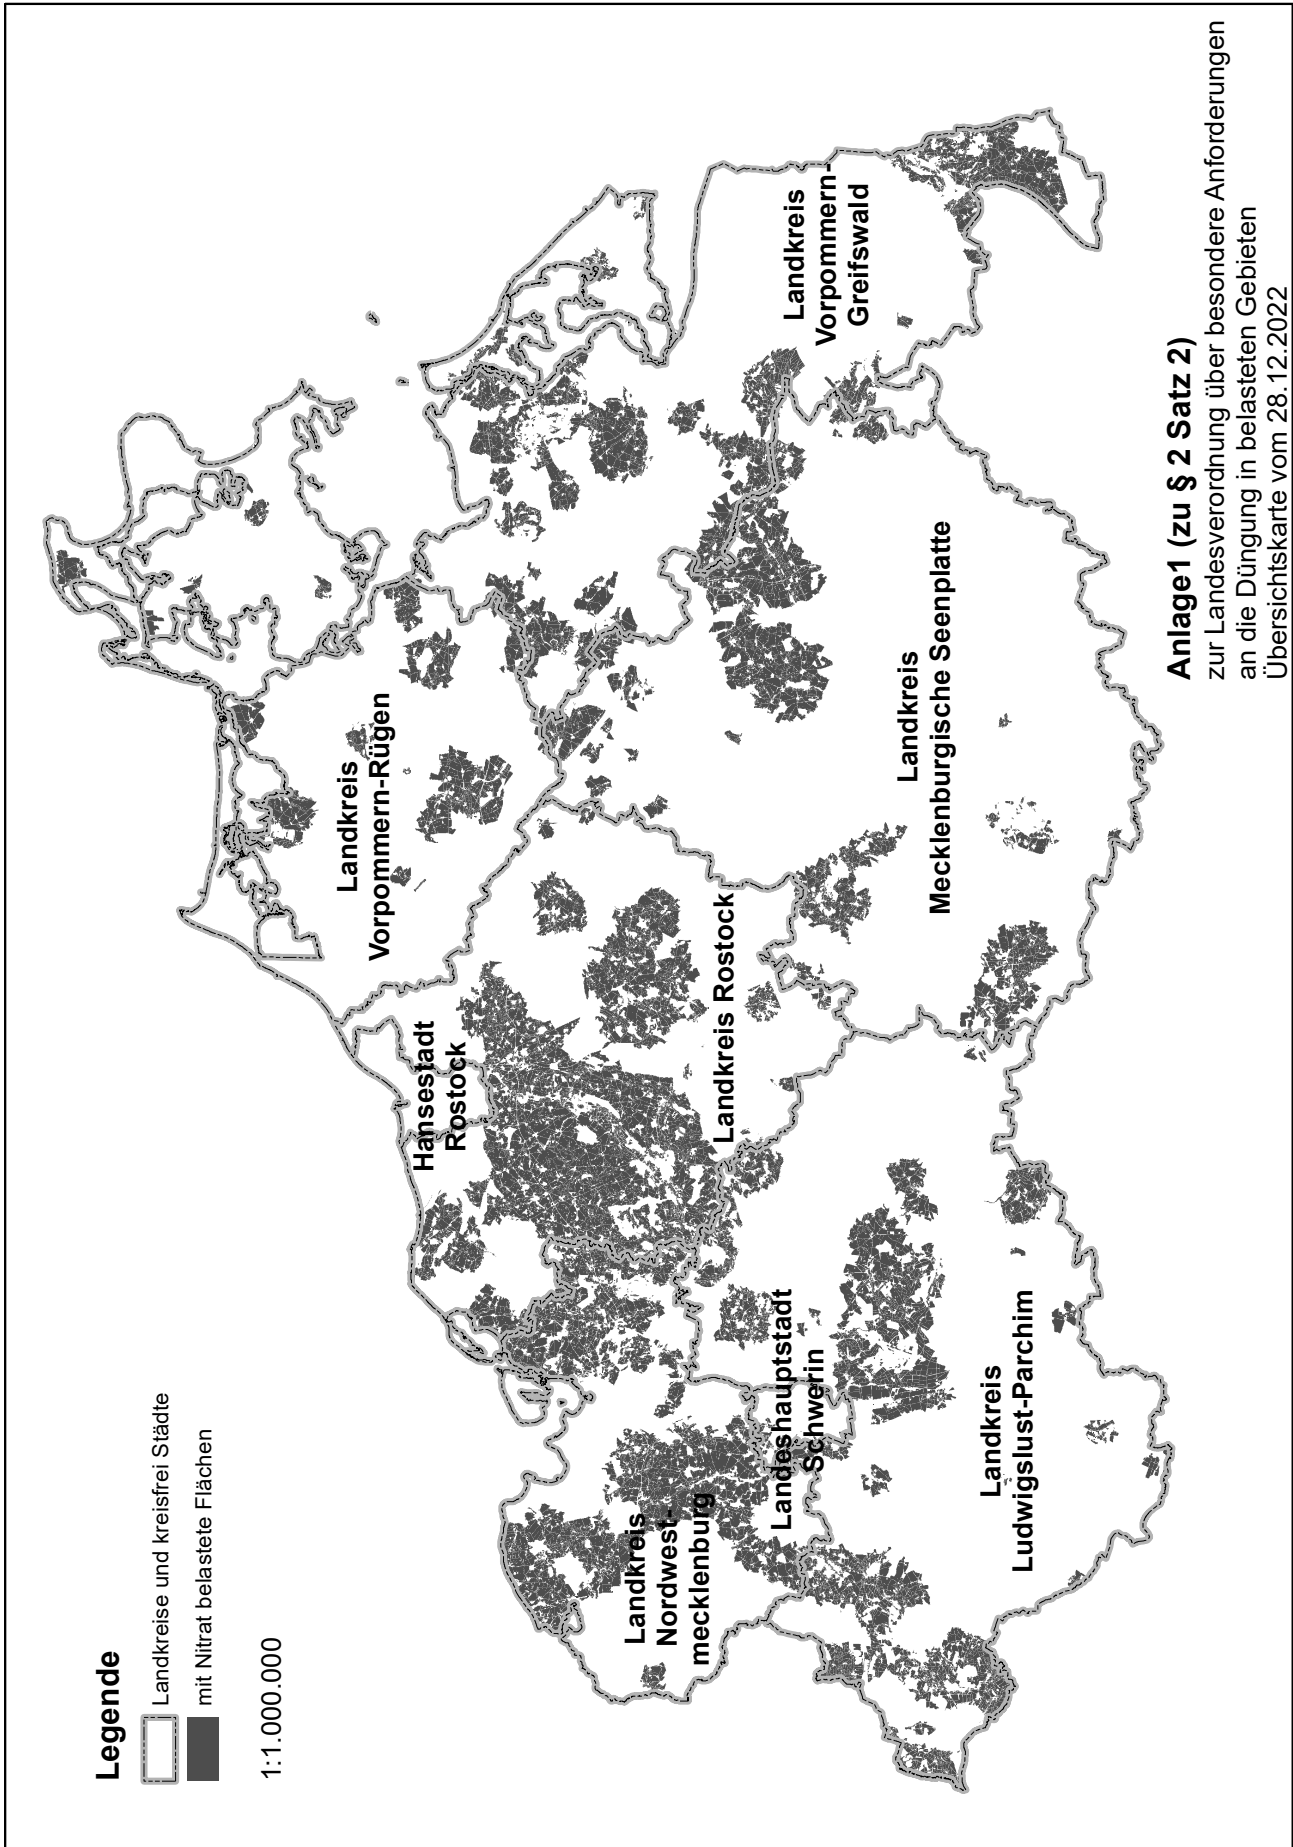 Legende
Landkreise und kreisfrei Städte
mit Nitrat belastete Flächen
1:1.000.000
Landkreis
Vorpommern-Rügen
Hansestadt
Rostock
Landkreis Rostock
Landkreis
Vorpommern-
Greifswald
Landkreis
Nordwest-
mecklenburg
Landeshauptstadt
Schwerin
Landkreis
Mecklenburgische Seenplatte
Landkreis
Ludwigslust-Parchim
Anlage1 (zu § 2 Satz 2)
zur Landesverordnung über besondere Anforderungen
an die Düngung in belasteten Gebieten
Übersichtskarte vom 28.12.2022